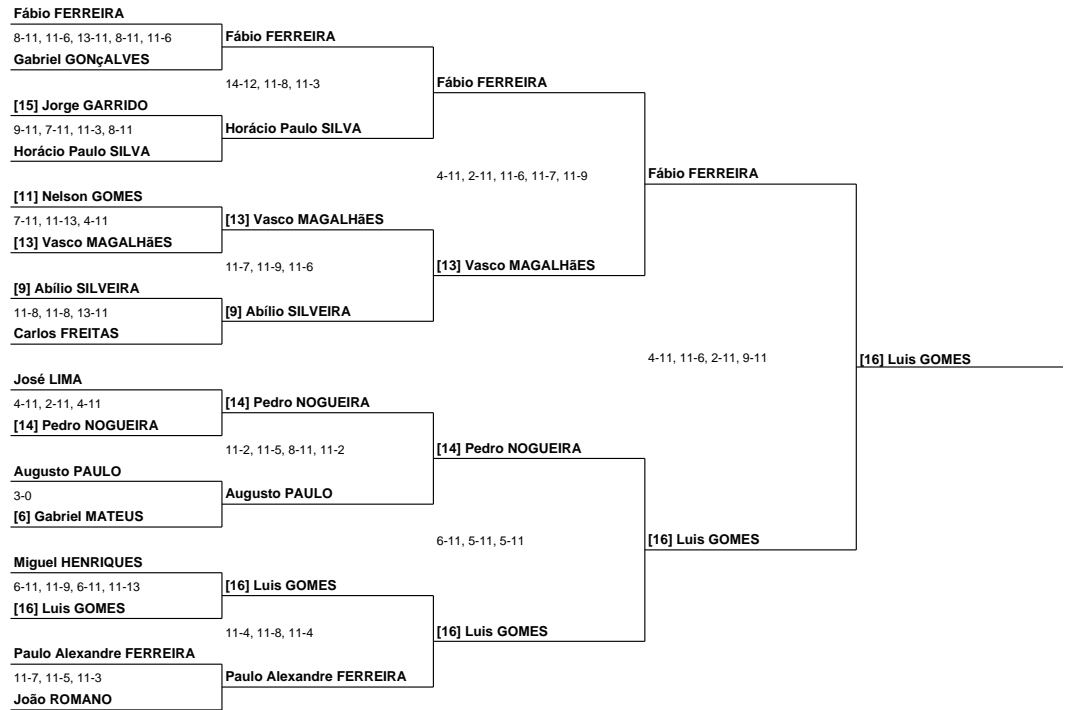 Fábio FERREIRA
8-11, 11-6, 13-11, 8-11, 11-6
Gabriel GONçALVES
[15] Jorge GARRIDO
9-11, 7-11, 11-3, 8-11
Horácio Paulo SILVA
[11] Nelson GOMES
7-11, 11-13, 4-11
[13] Vasco MAGALHãES
[9] Abílio SILVEIRA
11-8, 11-8, 13-11
Carlos FREITAS
José LIMA
4-11, 2-11, 4-11
[14] Pedro NOGUEIRA
Augusto PAULO
3-0
[6] Gabriel MATEUS
Miguel HENRIQUES
6-11, 11-9, 6-11, 11-13
[16] Luis GOMES
Paulo Alexandre FERREIRA
11-7, 11-5, 11-3
João ROMANO
Fábio FERREIRA
14-12, 11-8, 11-3
Horácio Paulo SILVA
[13] Vasco MAGALHãES
11-7, 11-9, 11-6
[9] Abílio SILVEIRA
[14] Pedro NOGUEIRA
11-2, 11-5, 8-11, 11-2
Augusto PAULO
[16] Luis GOMES
11-4, 11-8, 11-4
Paulo Alexandre FERREIRA
Fábio FERREIRA
4-11, 2-11, 11-6, 11-7, 11-9
[13] Vasco MAGALHãES
[14] Pedro NOGUEIRA
6-11, 5-11, 5-11
[16] Luis GOMES
Fábio FERREIRA
4-11, 11-6, 2-11, 9-11
[16] Luis GOMES
[16] Luis GOMES